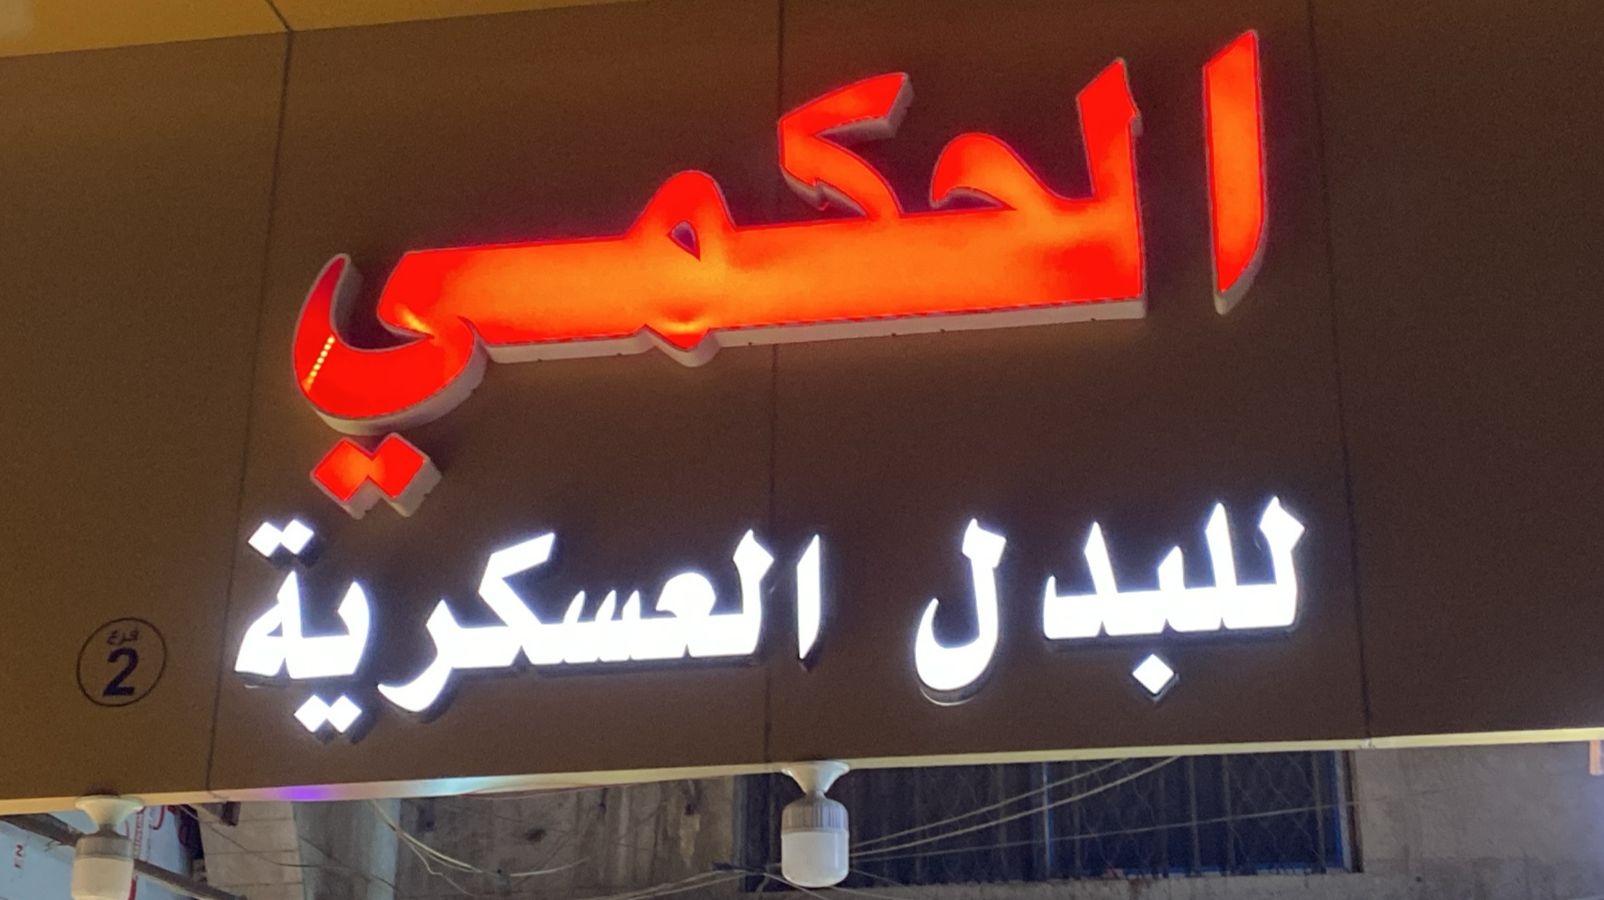 الحكمي
للبدل العسكرية
فرع
2